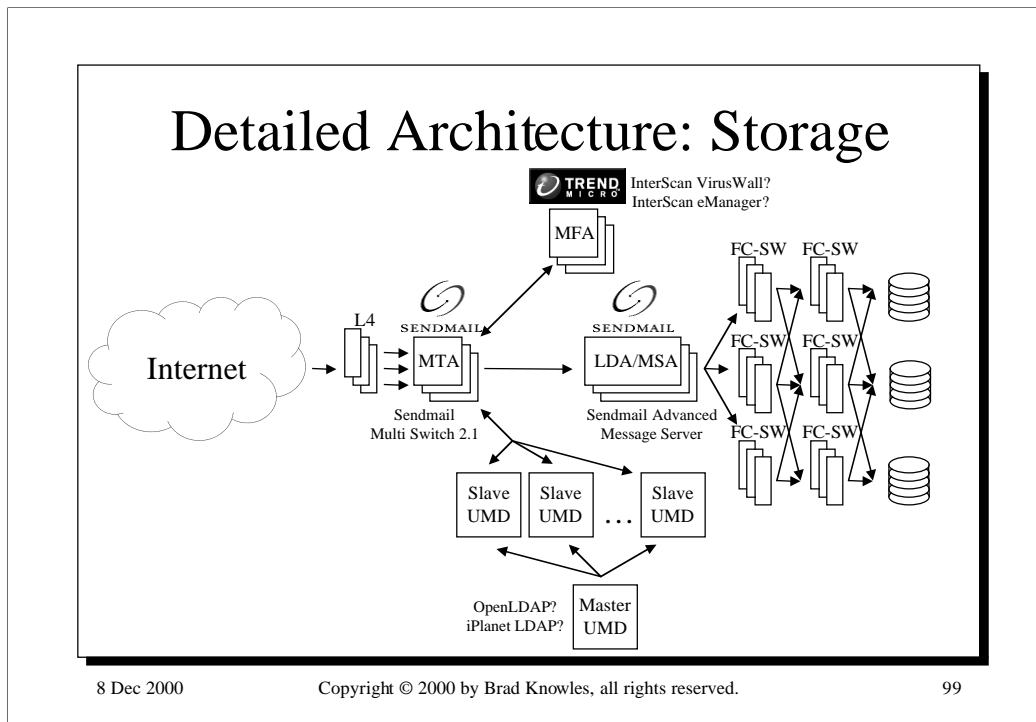 Detailed Architecture: Storage
TREND
MICRO
InterScan VirusWall?
InterScan eManager?
MFA
FC-SW
FC-SW
SENDMAIL
SENDMAIL
L4
Internet
MTA
LDA/MSA
FC-SW
FC-SW
Sendmail
Multi Switch 2.1
Sendmail Advanced
Message Server
FC-SW
FC-SW
Slave
UMD
Slave
UMD
...
Slave
UMD
OpenLDAP?
iPlanet LDAP?
Master
UMD
8 Dec 2000
Copyright © 2000 by Brad Knowles, all rights reserved.
99